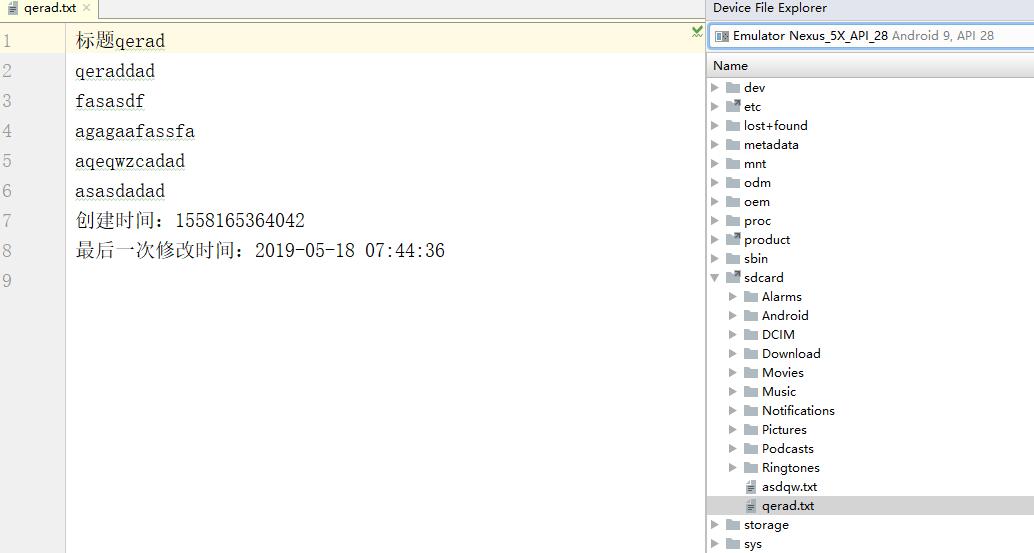 qerad.txt
1 标题qerad
2 qeraddad
3 fasasdf
4 agagaafassfa
5 aqeqwzcadad
6 asasdadad
7 创建时间：1558165364042
8 最后一次修改时间：2019-05-18 07:44:36
9
Device File Explorer
Emulator Nexus_5X_API_28 Android 9, API 28
Name
dev
etc
lost+found
metadata
mnt
odm
oem
proc
product
sbin
sdcard
Alarms
Android
DCIM
Download
Movies
Music
Notifications
Pictures
Podcasts
Ringtones
asdqw.txt
qerad.txt
storage
sys